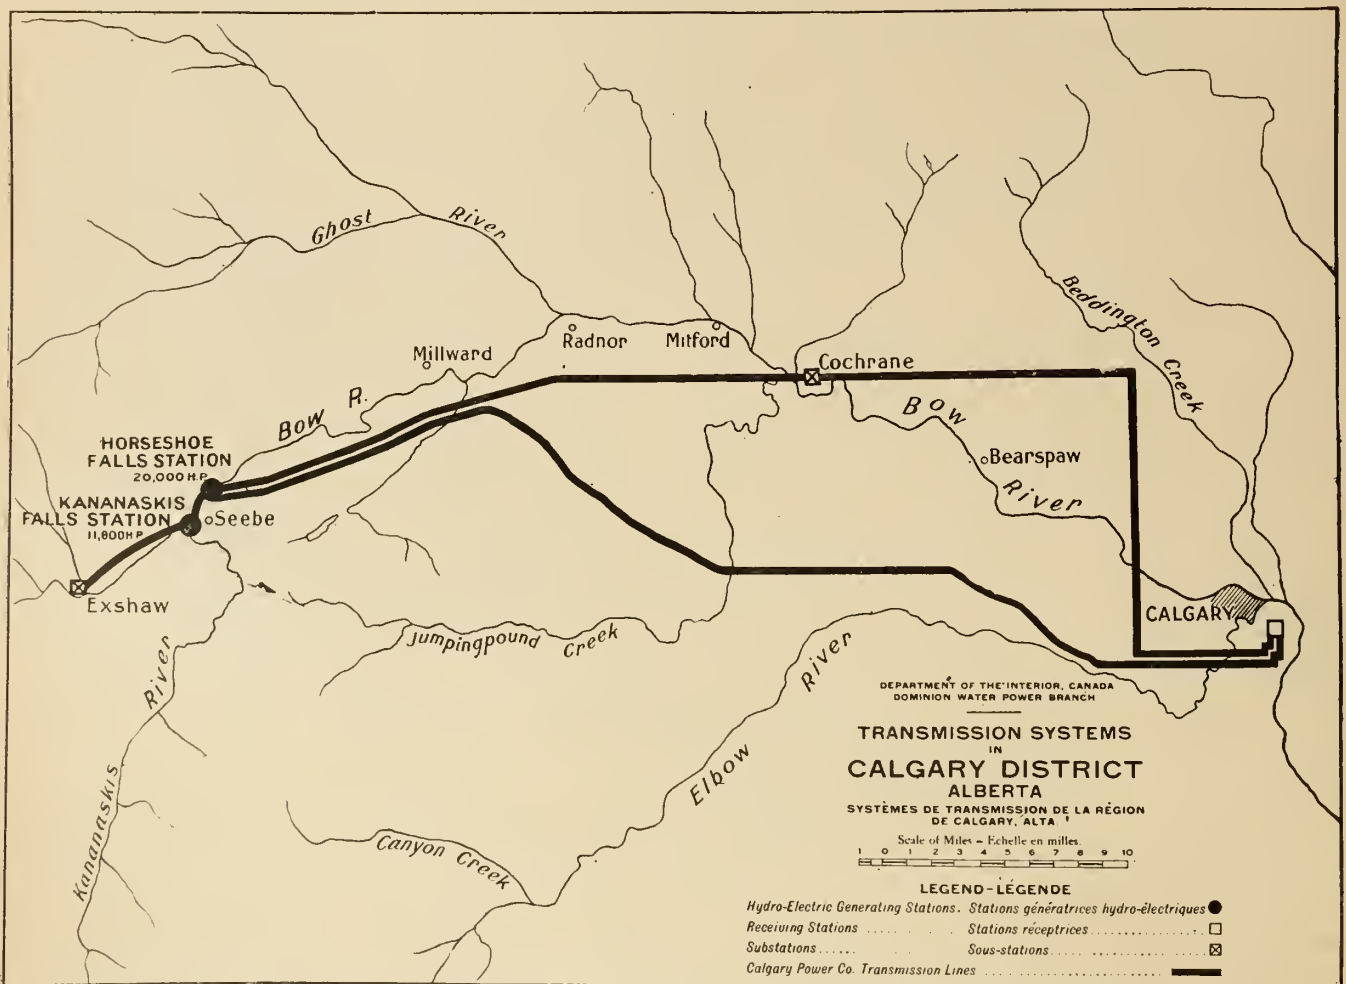 Ghost River
Beddington Creek
Radnor
Mitford
Millward
Cochrane
Bow R.
Bow River
HORSESHOE
FALLS STATION
20,000 H.P.
Bearspaw
KANANASKIS
FALLS STATION
11,800 H.P.
Seebe
Exshaw
CALGARY
Jumpingpound Creek
Kananaskis River
Elbow River
Canyon Creek
DEPARTMENT OF THE INTERIOR, CANADA
DOMINION WATER POWER BRANCH
TRANSMISSION SYSTEMS
IN
CALGARY DISTRICT
ALBERTA
SYSTÈMES DE TRANSMISSION DE LA RÉGION
DE CALGARY, ALTA
Scale of Miles – Echelle en milles.
1 0 1 2 3 4 5 6 7 8 9 10
LEGEND-LÉGENDE
Hydro-Electric Generating Stations. Stations génératrices hydro-électriques
Receiving Stations Stations réceptrices
Substations Sous-stations
Calgary Power Co. Transmission Lines